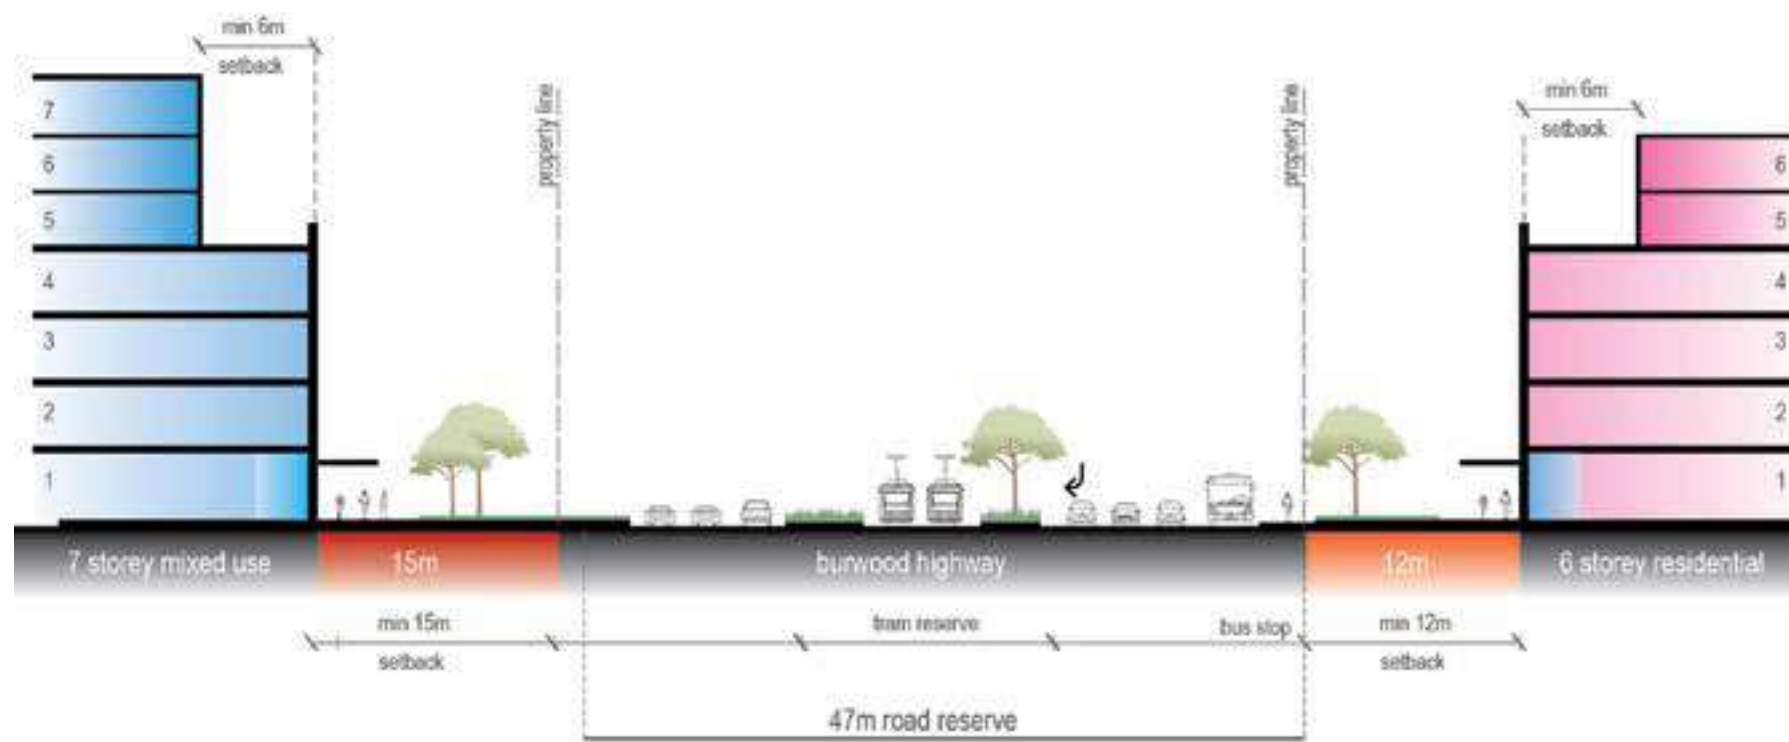 min 6m
setback
min 6m
setback
property line
property line
7
6
5
4
3
2
1
6
5
4
3
2
1
7 storey mixed use
15m
burwood highway
12m
6 storey residential
min 15m
setback
tram reserve
bus stop
min 12m
setback
47m road reserve